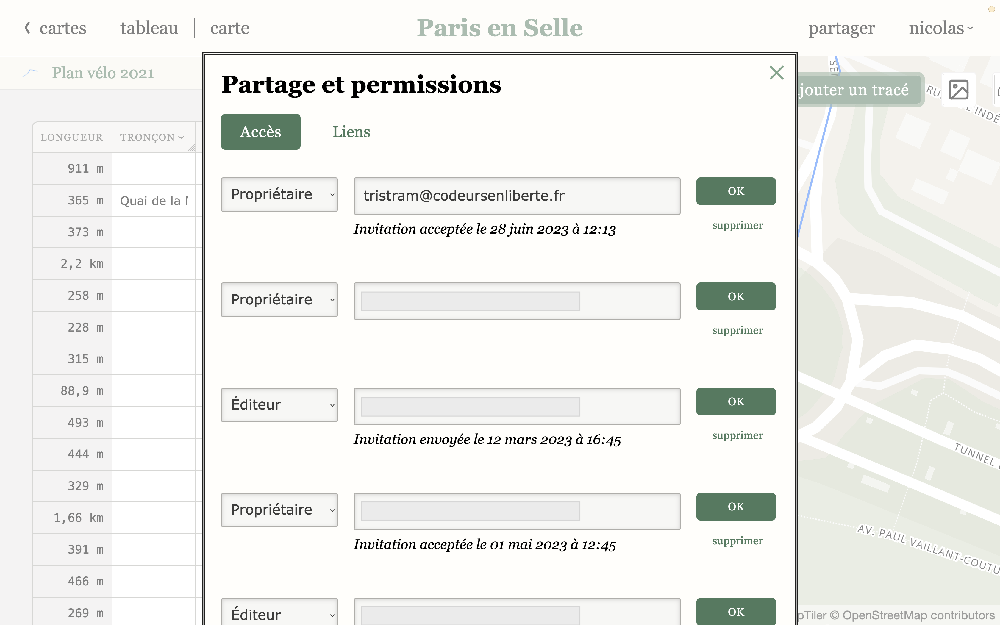 cartes
tableau
carte
Paris en Selle
partager
nicolas
Plan vélo 2021
LONGUEUR
TRONÇON
911 m
365 m
Quai de la
373 m
2,2 km
258 m
228 m
315 m
88,9 m
493 m
444 m
329 m
1,66 km
391 m
466 m
269 m
Partage et permissions
Accès
Liens
Propriétaire
tristram@codeursenliberte.fr
OK
Invitation acceptée le 28 juin 2023 à 12:13
supprimer
Propriétaire
OK
supprimer
Éditeur
OK
Invitation envoyée le 12 mars 2023 à 16:45
supprimer
Propriétaire
OK
Invitation acceptée le 01 mai 2023 à 12:45
supprimer
Éditeur
OK
jouter un tracé
TUNNEL
AV. PAUL VAILLANT-COUTU
pTiler © OpenStreetMap contributors